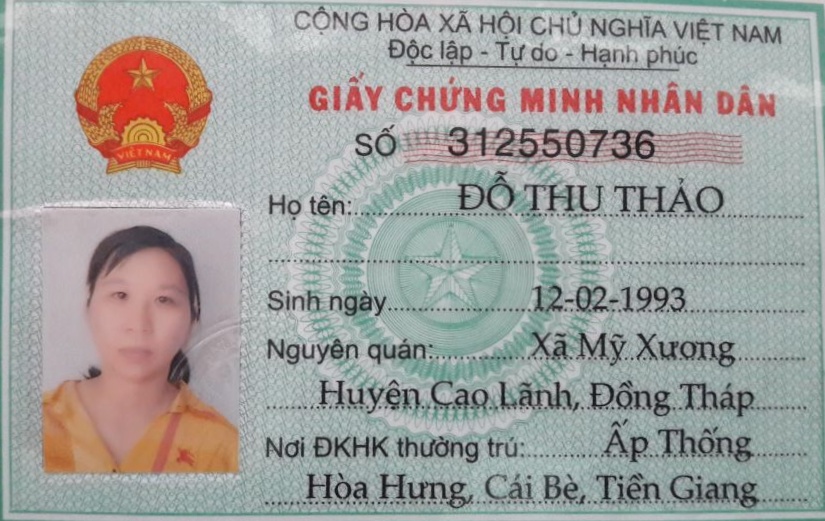 CỘNG HÒA XÃ HỘI CHỦ NGHĨA VIỆT NAM
Độc lập - Tự do - Hạnh phúc
GIẤY CHỨNG MINH NHÂN DÂN
SỐ 312550736
VIỆT NAM
Họ tên: ĐỖ THU THẢO
Sinh ngày 12-02-1993
Nguyên quán: Xã Mỹ Xương
Huyện Cao Lãnh, Đồng Tháp
Nơi ĐKHK thường trú: Ấp Thống
Hòa Hưng, Cái Bè, Tiền Giang